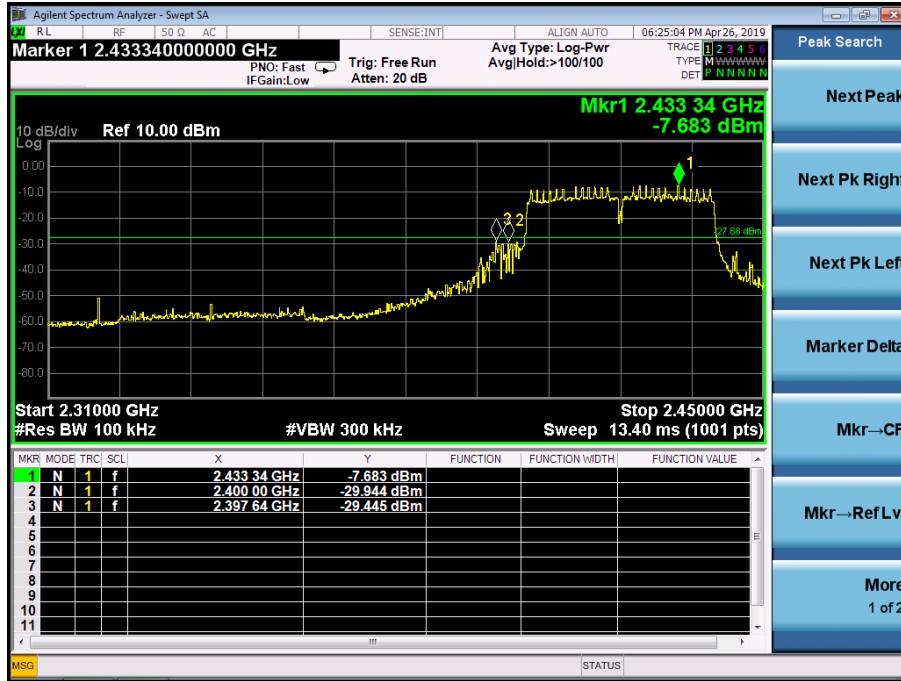 Agilent Spectrum Analyzer - Swept SA
LXI RL RF 50 Ω AC SENSE:INT ALIGN AUTO 06:25:04 PM Apr 26, 2019
Marker 1 2.433340000000 GHz
PNO: Fast
IFGain:Low
Trig: Free Run
Atten: 20 dB
Avg Type: Log-Pwr
Avg|Hold:>100/100
TRACE 1 2 3 4 5 6
TYPE M WWWWW
DET P N N N N N
Mkr1 2.433 34 GHz
-7.683 dBm
10 dB/div Ref 10.00 dBm
Log
0.00
-10.0
-20.0
-30.0
-40.0
-50.0
-60.0
-70.0
-80.0
1
3 2
-27.68 dBm
Start 2.31000 GHz Stop 2.45000 GHz
#Res BW 100 kHz #VBW 300 kHz Sweep 13.40 ms (1001 pts)
MKR MODE TRC SCL X Y FUNCTION FUNCTION WIDTH FUNCTION VALUE
1 N 1 f 2.433 34 GHz -7.683 dBm
2 N 1 f 2.400 00 GHz -29.944 dBm
3 N 1 f 2.397 64 GHz -29.445 dBm
4
5
6
7
8
9
10
11
MSG STATUS
Peak Search
Next Peak
Next Pk Right
Next Pk Left
Marker Delta
Mkr→CF
Mkr→Ref Lv
More
1 of 2